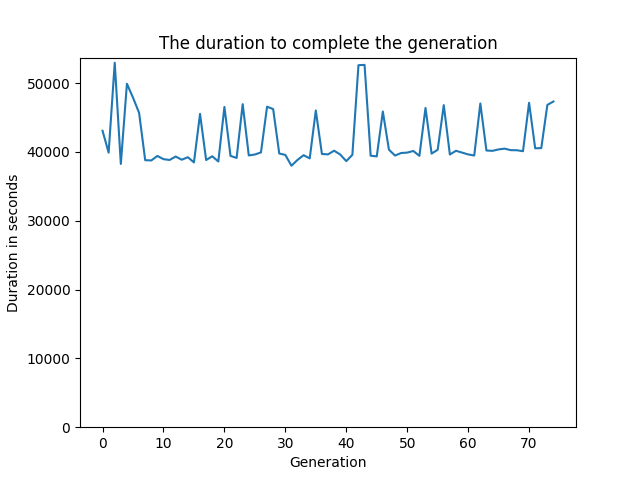 The duration to complete the generation
50000
40000
30000
20000
10000
0
Duration in seconds
0 10 20 30 40 50 60 70
Generation